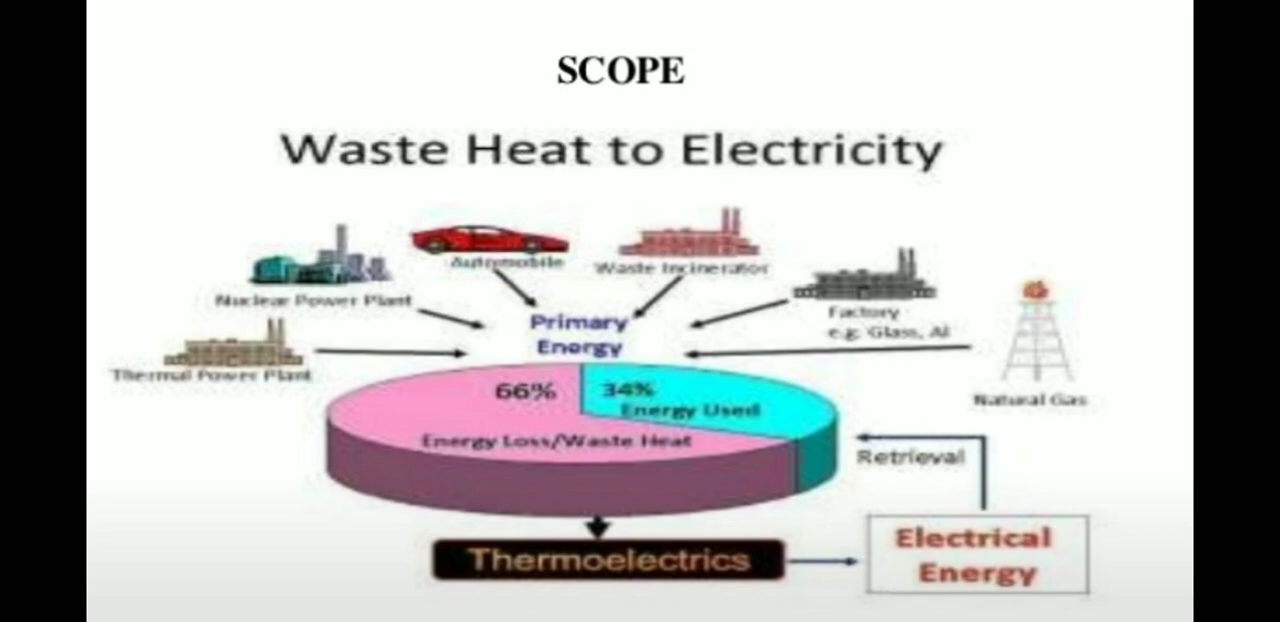 SCOPE
Waste Heat to Electricity
Automobile
Waste Incinerator
Nuclear Power Plant
Factory
e.g. Glass, Al
Primary
Energy
Thermal Power Plant
Natural Gas
66%
34%
Energy Used
Energy Loss/Waste Heat
Retrieval
Thermoelectrics
Electrical
Energy